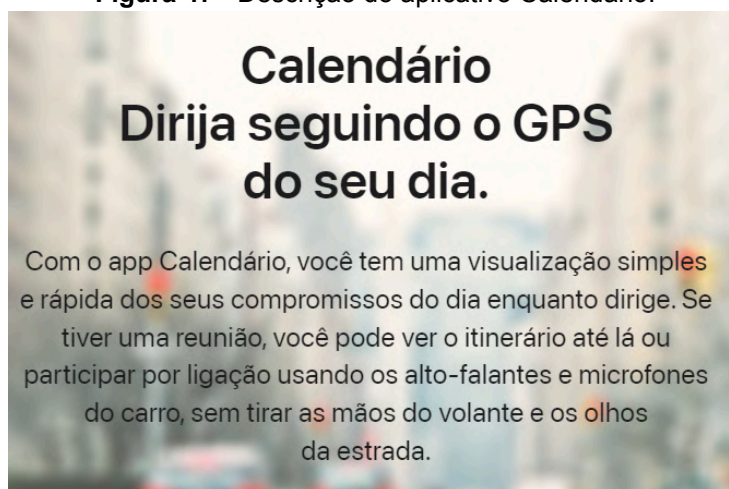 Calendário
Dirija seguindo o GPS
do seu dia.
Com o app Calendário, você tem uma visualização simples
e rápida dos seus compromissos do dia enquanto dirige. Se
tiver uma reunião, você pode ver o itinerário até lá ou
participar por ligação usando os alto-falantes e microfones
do carro, sem tirar as mãos do volante e os olhos
da estrada.